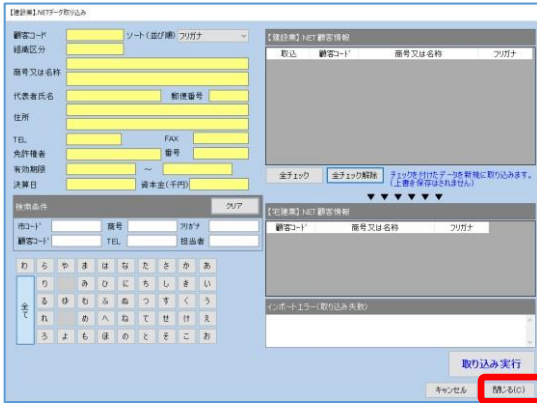 【建設業】.NETデータ取り込み
顧客コード
ソート(並び順) フリガナ
組織区分
商号又は名称
代表者氏名
郵便番号
住所
TEL
FAX
免許権者
番号
有効期限 ～
決算日
資本金(千円)
検索条件
クリア
市コード
商号
フリガナ
顧客コード
TEL
担当者
わ ら や ま は な た さ か あ
り み ひ に ち し き い
全て
る ゆ む ふ ぬ つ す く う
れ め へ ね て せ け え
ろ よ も ほ の と そ こ お
【建設業】.NET 顧客情報
取込 顧客コード 商号又は名称 フリガナ
全チェック
全チェック解除
チェックを付けたデータを新規に取り込みます。
(上書き保存はされません)
▼ ▼ ▼ ▼ ▼ ▼
【宅建業】.NET 顧客情報
顧客コード 商号又は名称 フリガナ
インポートエラー(取り込み失敗)
取り込み実行
キャンセル
閉じる(C)